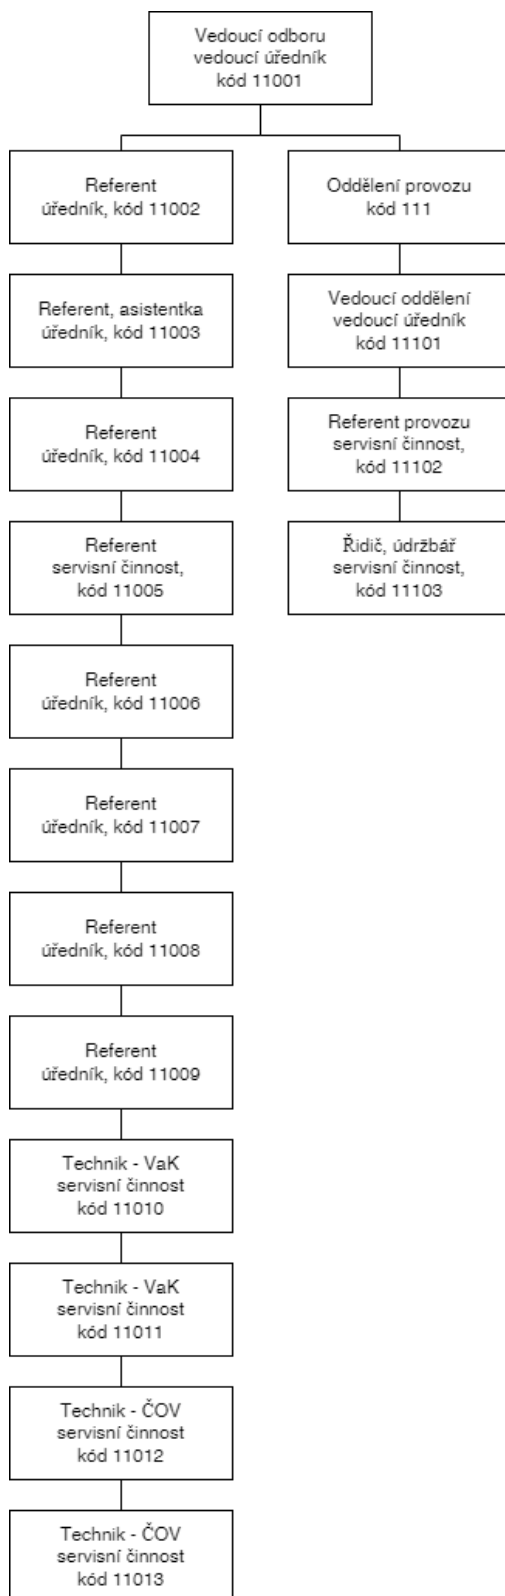 Vedoucí odboru
vedoucí úředník
kód 11001
Referent
úředník, kód 11002
Oddělení provozu
kód 111
Referent, asistentka
úředník, kód 11003
Vedoucí oddělení
vedoucí úředník
kód 11101
Referent
úředník, kód 11004
Referent provozu
servisní činnost,
kód 11102
Referent
servisní činnost,
kód 11005
Řidič, údržbář
servisní činnost,
kód 11103
Referent
úředník, kód 11006
Referent
úředník, kód 11007
Referent
úředník, kód 11008
Referent
úředník, kód 11009
Technik - VaK
servisní činnost
kód 11010
Technik - VaK
servisní činnost
kód 11011
Technik - ČOV
servisní činnost
kód 11012
Technik - ČOV
servisní činnost
kód 11013